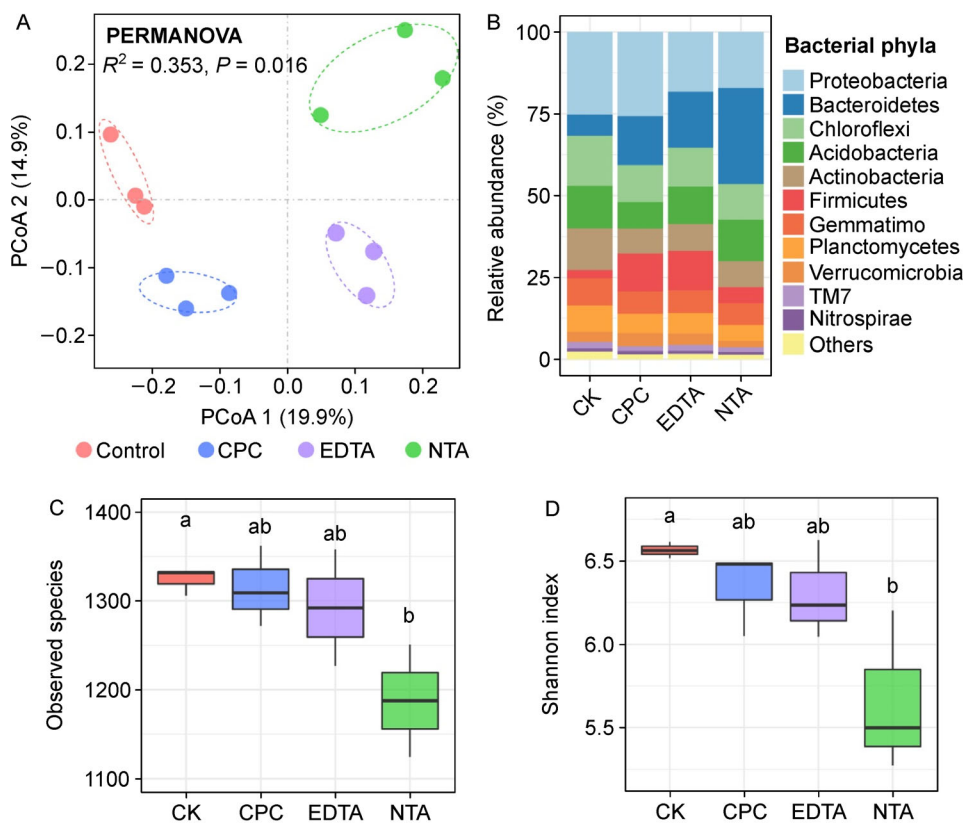 A
PERMANOVA
R² = 0.353, P = 0.016
0.2
0.1
0.0
−0.1
−0.2
PCoA 2 (14.9%)
−0.2 −0.1 0.0 0.1 0.2
PCoA 1 (19.9%)
Control CPC EDTA NTA
B
100
75
50
25
0
Relative abundance (%)
CK CPC EDTA NTA
Bacterial phyla
Proteobacteria
Bacteroidetes
Chloroflexi
Acidobacteria
Actinobacteria
Firmicutes
Gemmatimo
Planctomycetes
Verrucomicrobia
TM7
Nitrospirae
Others
C
1400
1300
1200
1100
Observed species
a ab ab b
CK CPC EDTA NTA
D
6.5
6.0
5.5
Shannon index
a ab ab b
CK CPC EDTA NTA